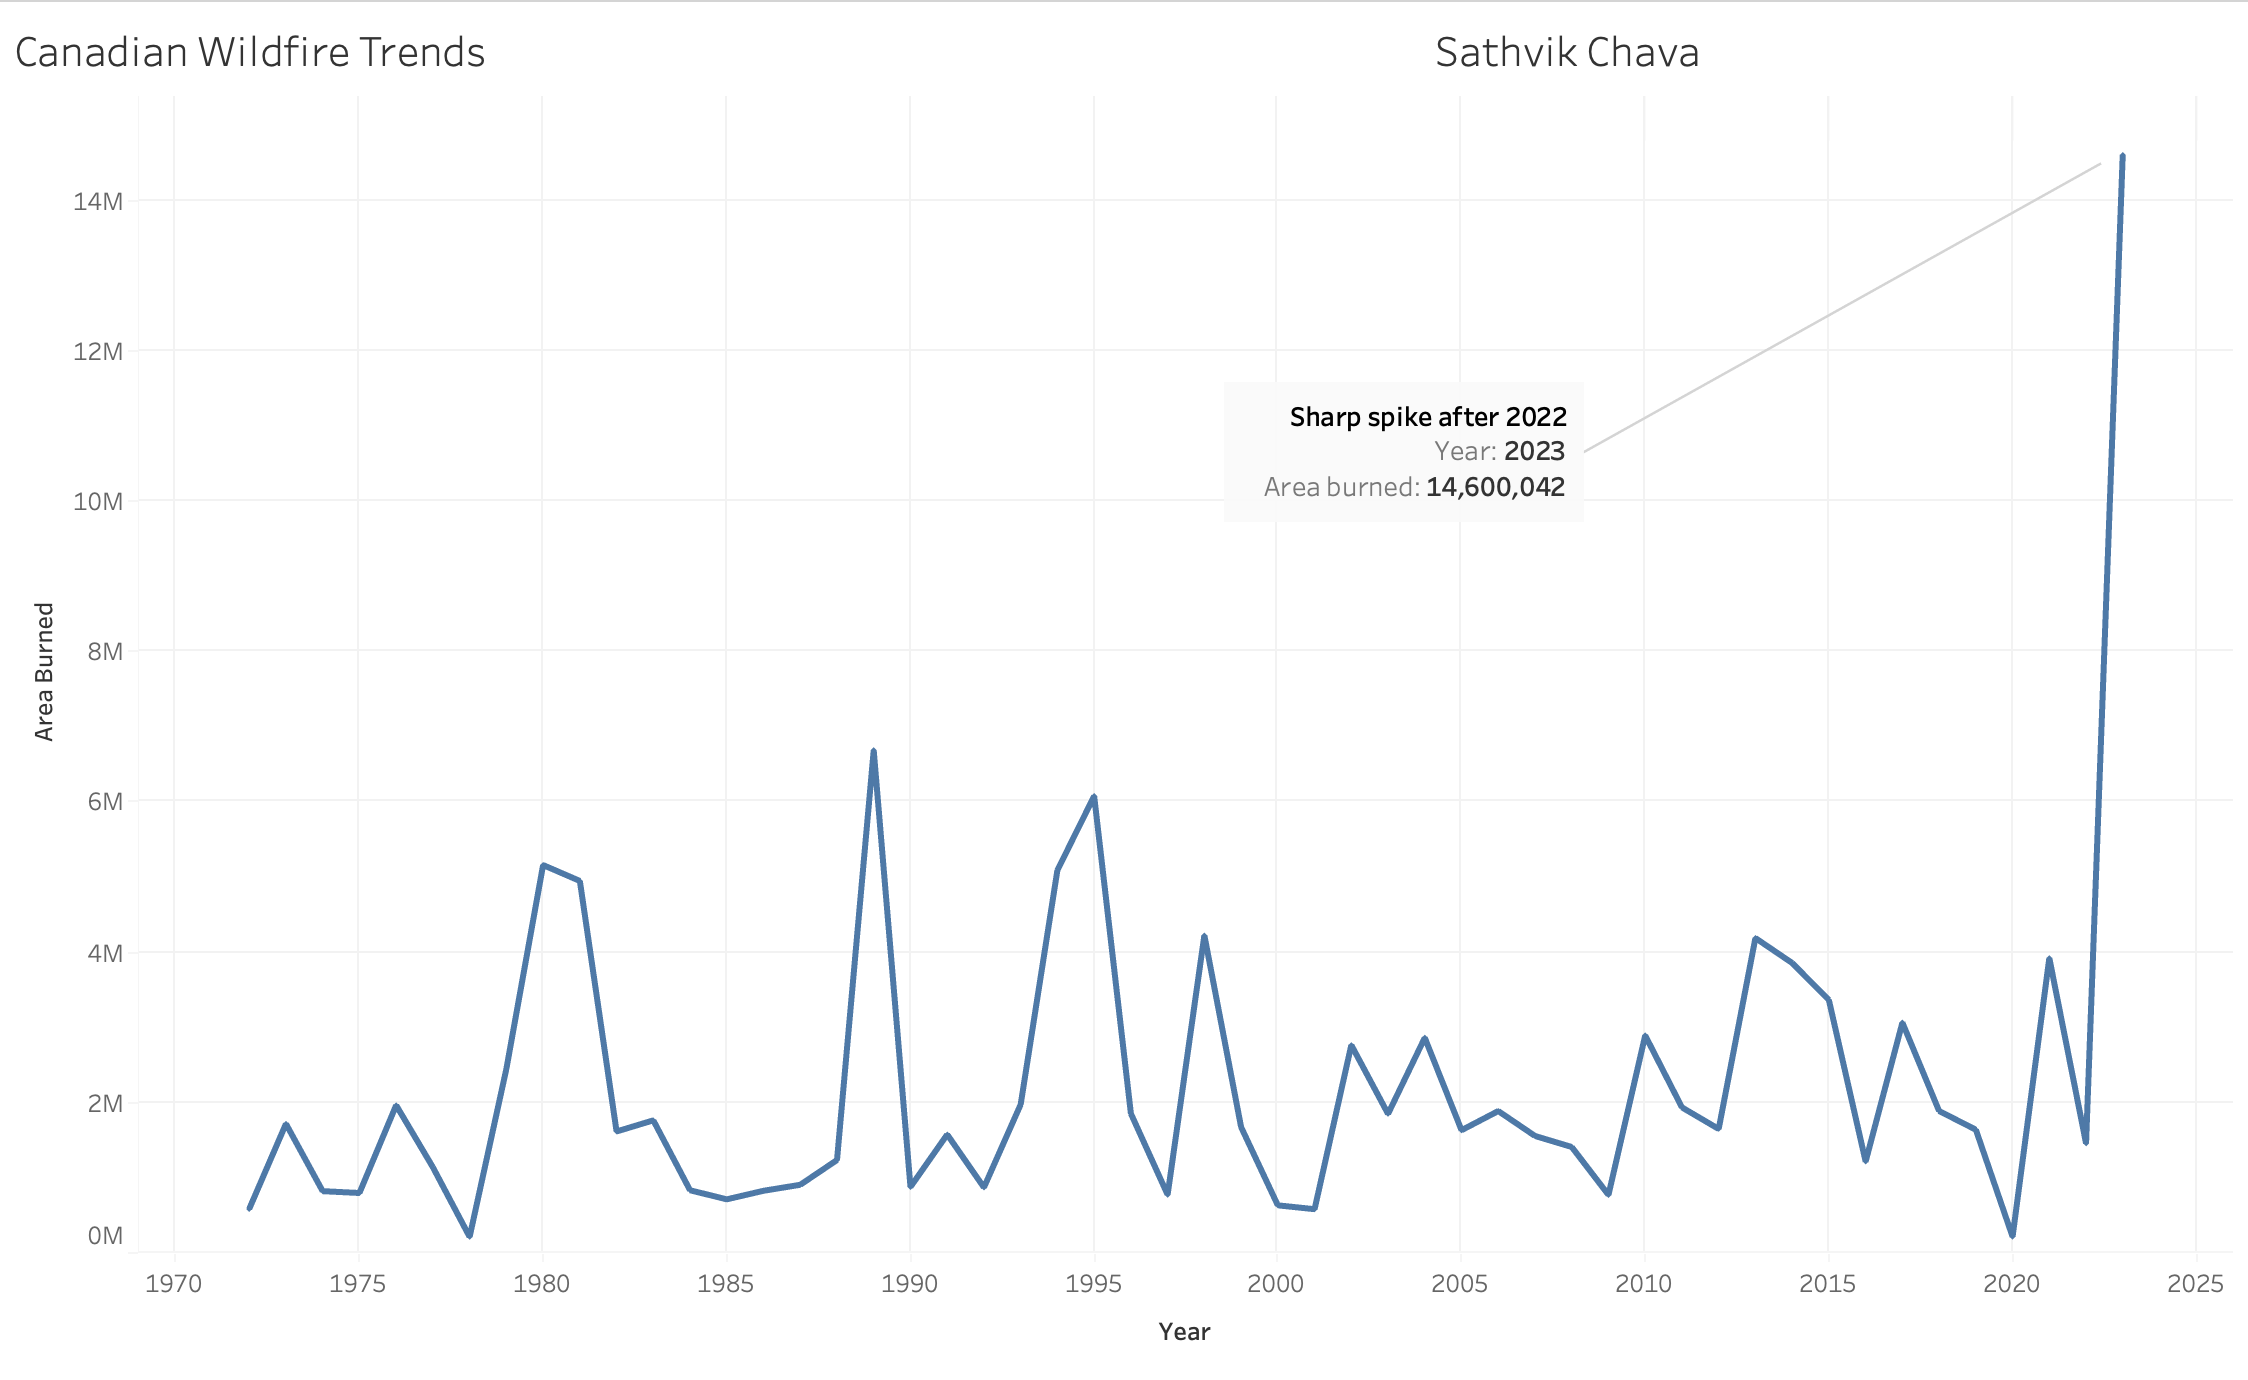 Canadian Wildfire Trends
Sathvik Chava
14M
12M
10M
8M
6M
4M
2M
0M
Area Burned
Sharp spike after 2022
Year: 2023
Area burned: 14,600,042
1970 1975 1980 1985 1990 1995 2000 2005 2010 2015 2020 2025
Year